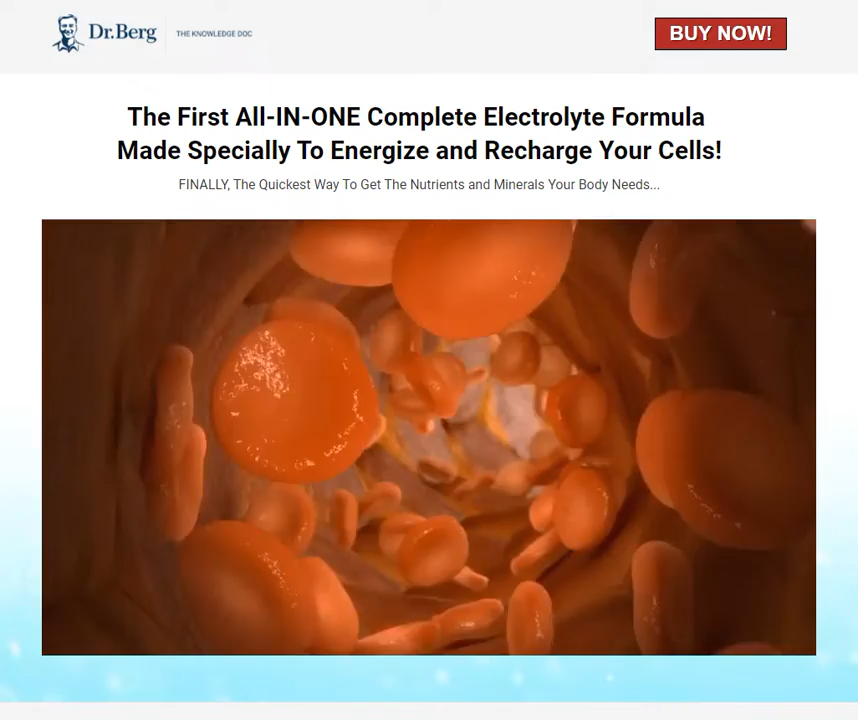 Dr.Berg
THE KNOWLEDGE DOC
BUY NOW!
The First All-IN-ONE Complete Electrolyte Formula
Made Specially To Energize and Recharge Your Cells!
FINALLY, The Quickest Way To Get The Nutrients and Minerals Your Body Needs...